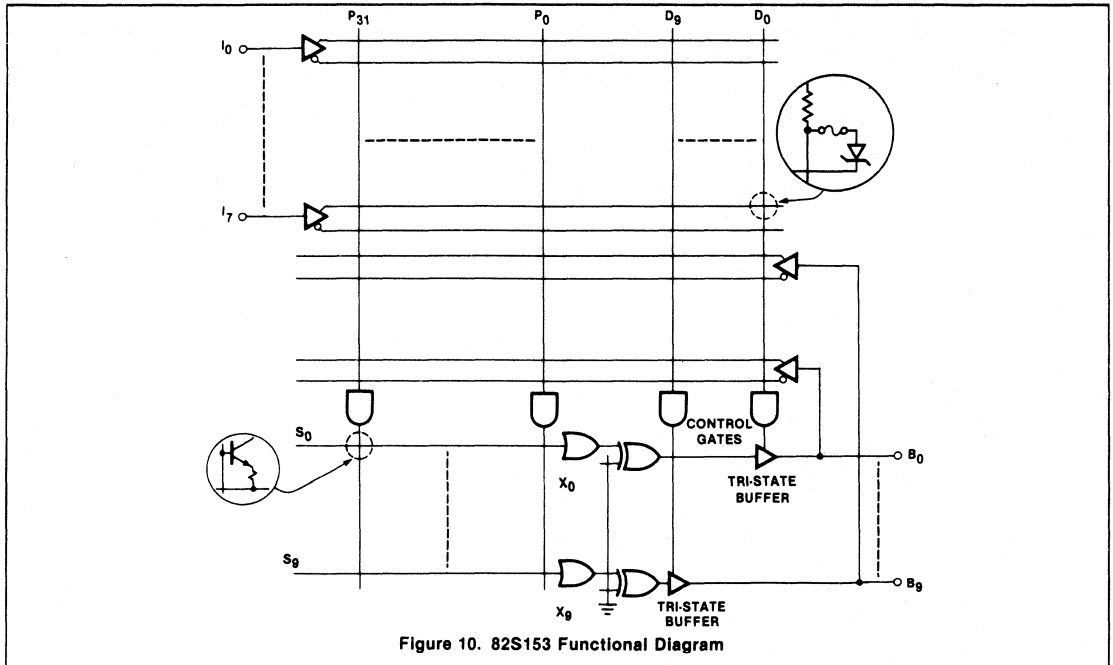 P31 P0 D9 D0
I0
I7
S0
CONTROL
GATES
B0
X0
TRI-STATE
BUFFER
S9
B9
X9
TRI-STATE
BUFFER
Figure 10. 82S153 Functional Diagram